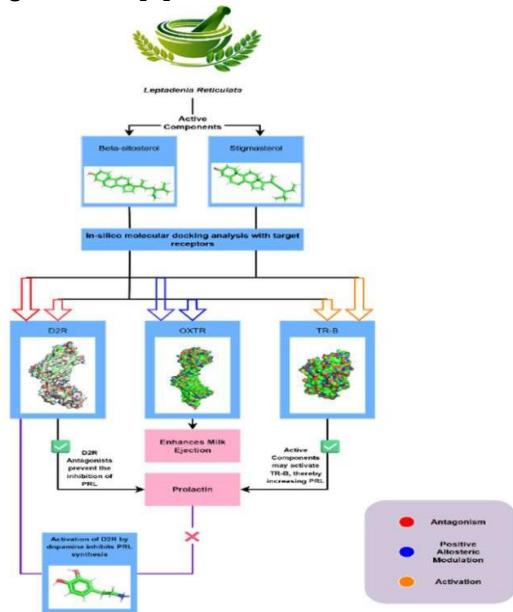 Leptadenia Reticulata
Active
Components
Beta-sitosterol
Stigmasterol
In-silico molecular docking analysis with target
receptors
D2R
OXTR
TR-B
D2R
Antagonists
prevent the
inhibition of
PRL
Enhances Milk
Ejection
Active
Components
may activate
TR-B, thereby
increasing PRL
Prolactin
Activation of D2R by
dopamine inhibits PRL
synthesis
Antagonism
Positive
Allosteric
Modulation
Activation